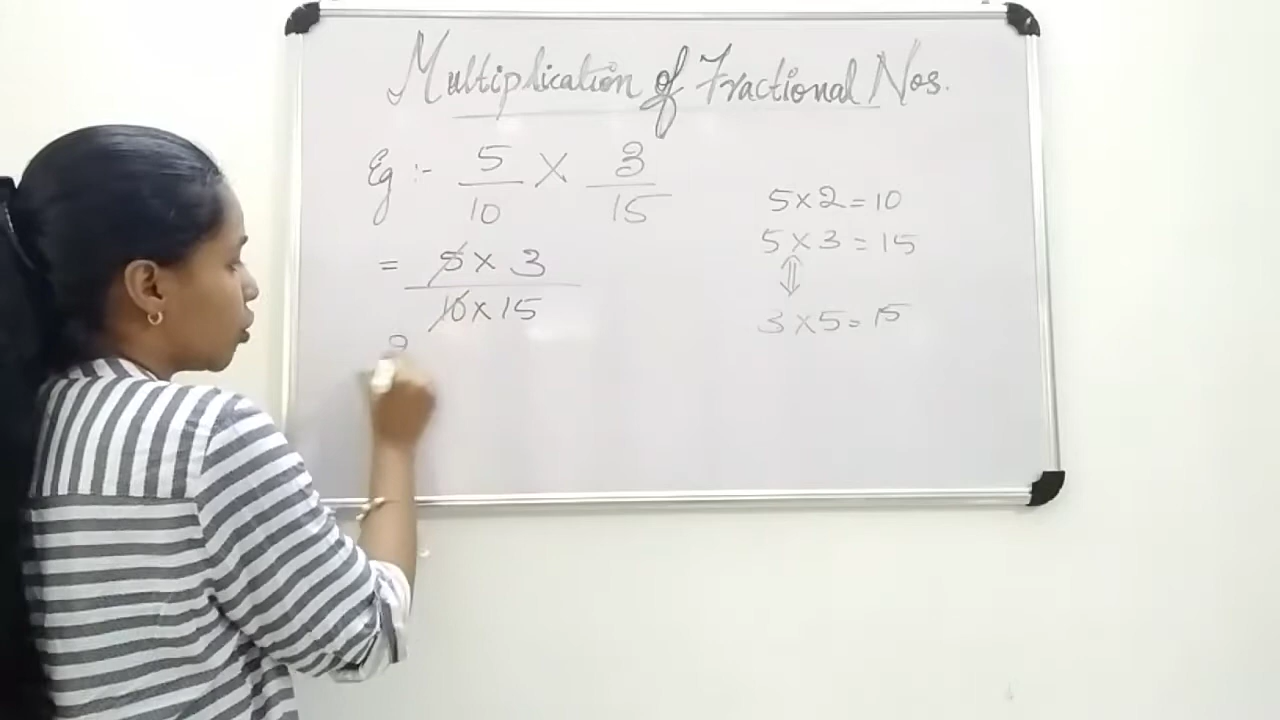 Multiplication of Fractional Nos.
Eg :- 5/10 X 3/15
= 5 x 3 / 10 x 15
2
5 x 2 = 10
5 x 3 = 15
⇕
3 x 5 = 15